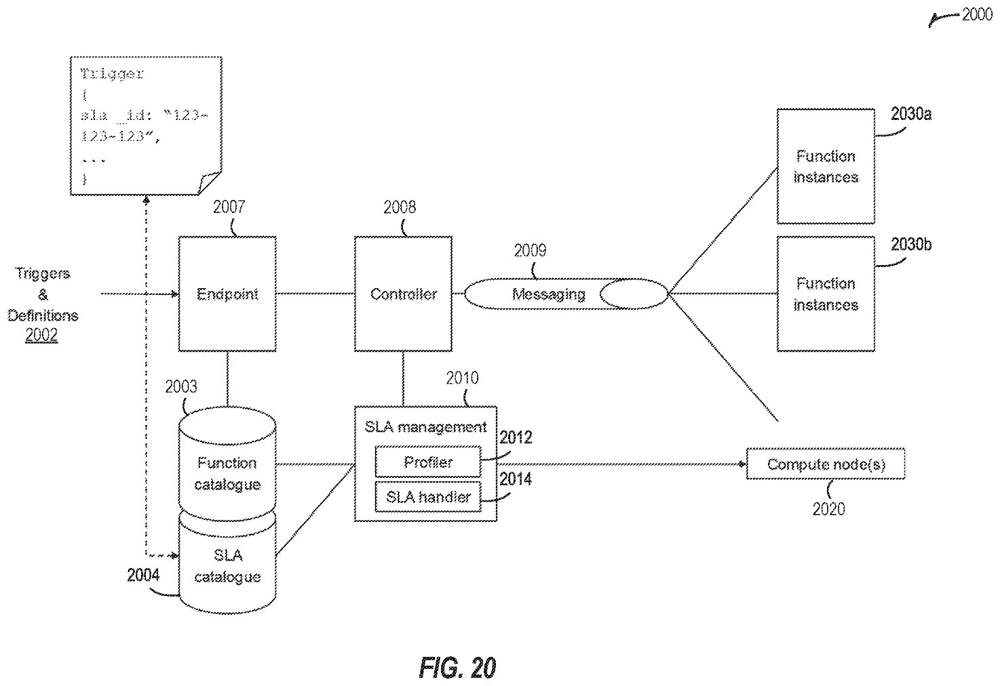 2000
Trigger
{
sla _id: “123-
123-123”,
...
}
2030a
Function
instances
2007
2008
2009
2030b
Triggers
&
Definitions
2002
Endpoint
Controller
Messaging
Function
instances
2003
2010
SLA management
2012
Profiler
2014
SLA handler
Function
catalogue
Compute node(s)
2020
SLA
catalogue
2004
FIG. 20